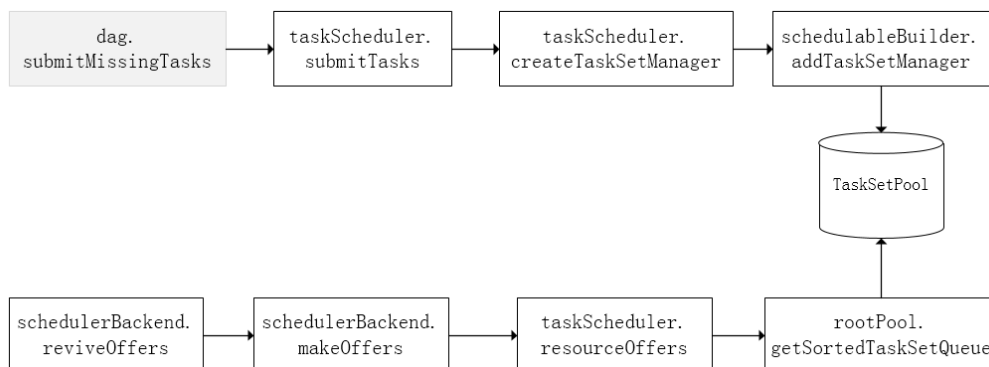 dag.
submitMissingTasks
taskScheduler.
submitTasks
taskScheduler.
createTaskSetManager
schedulableBuilder.
addTaskSetManager
TaskSetPool
schedulerBackend.
reviveOffers
schedulerBackend.
makeOffers
taskScheduler.
resourceOffers
rootPool.
getSortedTaskSetQueue